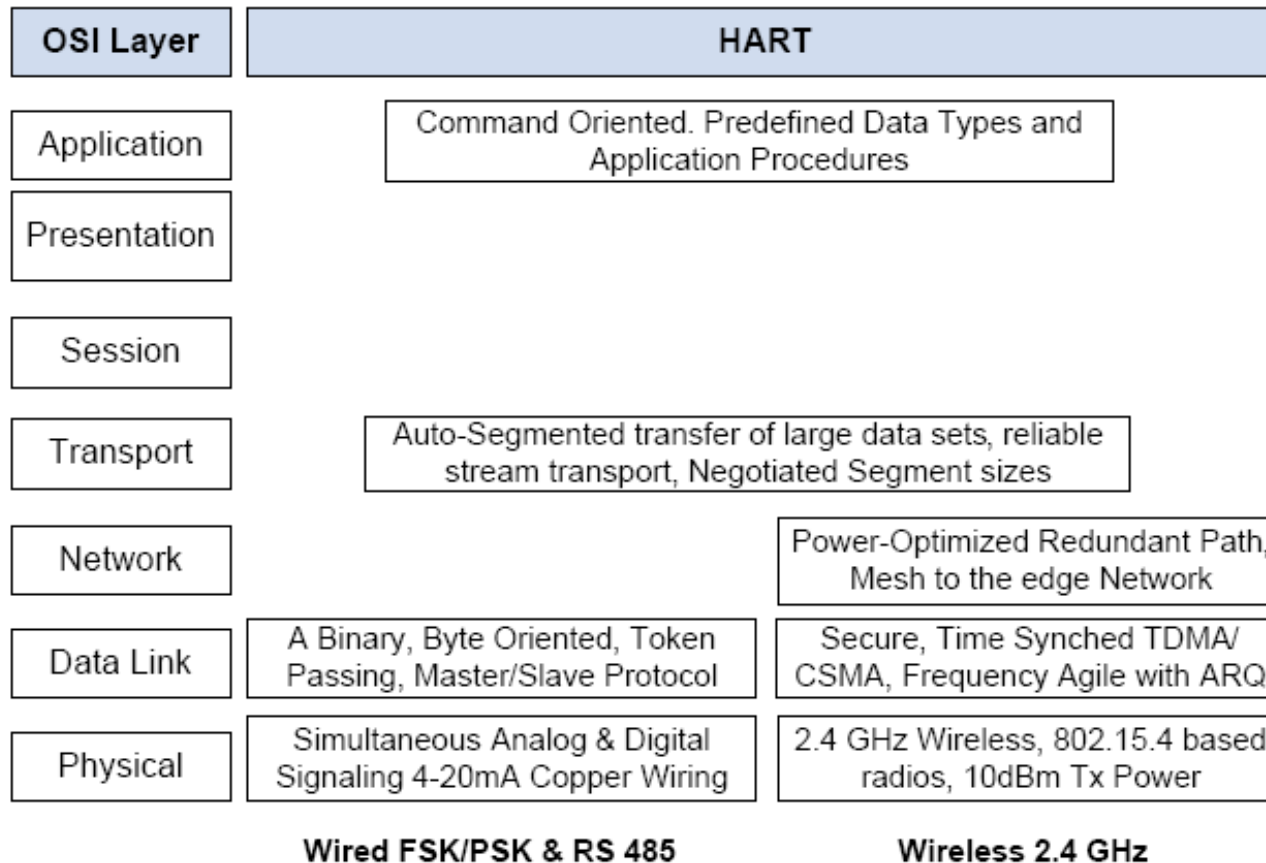 OSI Layer
HART
Application
Command Oriented. Predefined Data Types and
Application Procedures
Presentation
Session
Transport
Auto-Segmented transfer of large data sets, reliable
stream transport, Negotiated Segment sizes
Network
Power-Optimized Redundant Path,
Mesh to the edge Network
Data Link
A Binary, Byte Oriented, Token
Passing, Master/Slave Protocol
Secure, Time Synched TDMA/
CSMA, Frequency Agile with ARQ
Physical
Simultaneous Analog & Digital
Signaling 4-20mA Copper Wiring
2.4 GHz Wireless, 802.15.4 based
radios, 10dBm Tx Power
Wired FSK/PSK & RS 485
Wireless 2.4 GHz